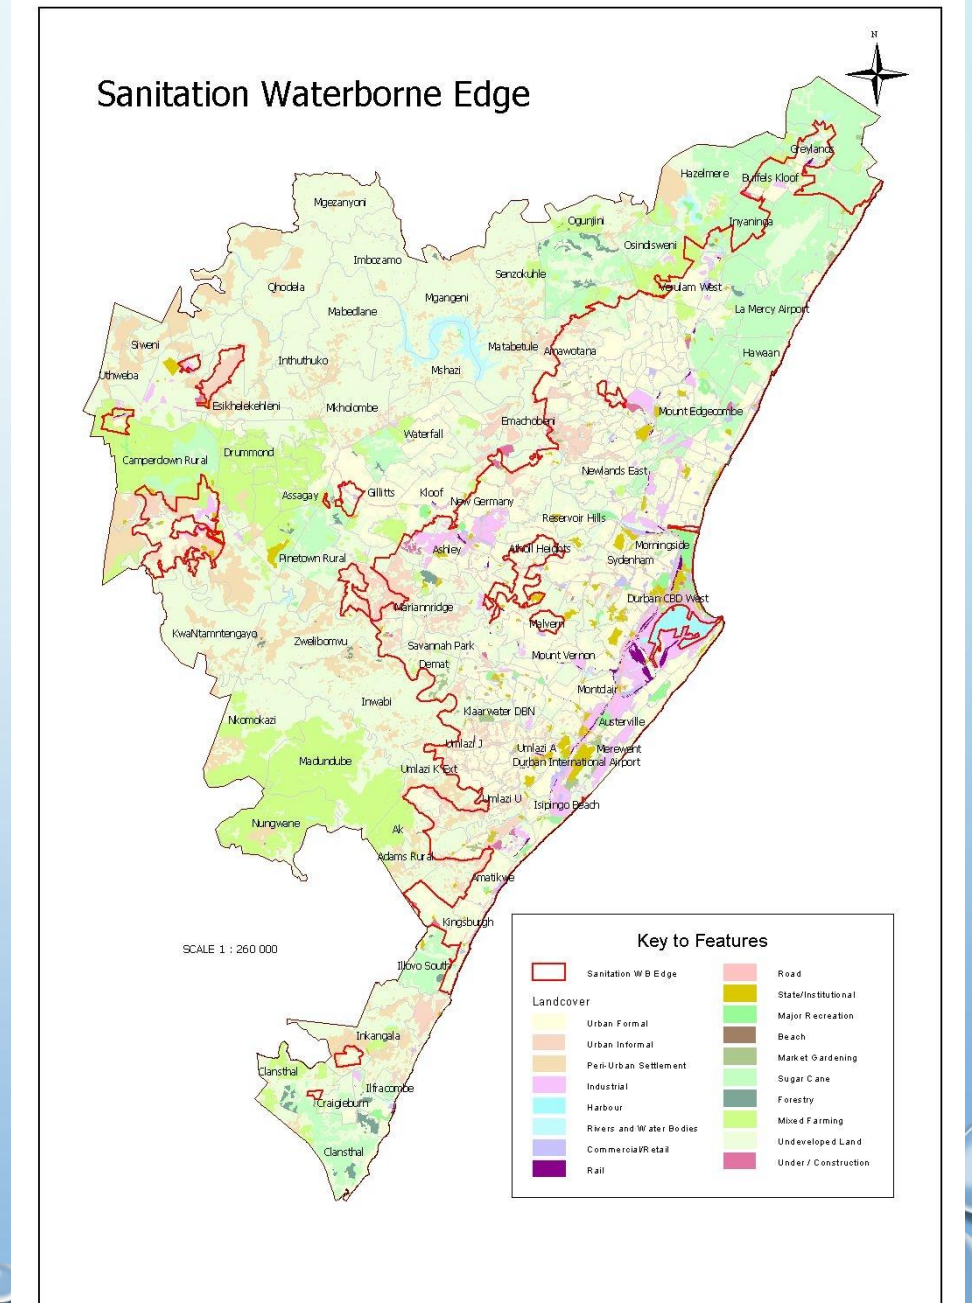 N
Sanitation Waterborne Edge
Greylands
Hazelmere
Buffels Kloof
Mgezanyoni
Ogunjini
Inyaninga
Osindisweni
Imbozamo
Senzokuhle
Qhodela
Verulam West
Mgangeni
Mabedlane
La Mercy Airport
Siweni
Matabetule
Amawotana
Hawaan
Inthuthuko
Mshazi
Uthweba
Esikhelekehleni
Mkholombe
Mount Edgecombe
Emachobeni
Waterfall
Drummond
Camperdown Rural
Newlands East
Assagay
Gillitts
Kloof
New Germany
Reservoir Hills
Ashley
Atholl Heights
Morningside
Pinetown Rural
Sydenham
Durban CBD West
Mariannridge
Malvern
KwaNtamntengayo
Zwelibomvu
Savannah Park
Mount Vernon
Demat
Montclair
Inwabi
Klaarwater DBN
Nkomokazi
Austerville
Umlazi J
Umlazi A
Merewent
Madundube
Umlazi K Ext
Durban International Airport
Umlazi U
Isipingo Beach
Nungwane
Ak
Adams Rural
Amatikwe
Kingsburgh
SCALE 1 : 260 000
Illovo South
Inkangala
Clansthal
Ilfracombe
Craigieburn
Clansthal
Key to Features
Sanitation W B Edge
Landcover
Urban Formal
Urban Informal
Peri-Urban Settlement
Industrial
Harbour
Rivers and Water Bodies
Commercial/Retail
Rail
Road
State/Institutional
Major Recreation
Beach
Market Gardening
Sugar Cane
Forestry
Mixed Farming
Undeveloped Land
Under / Construction